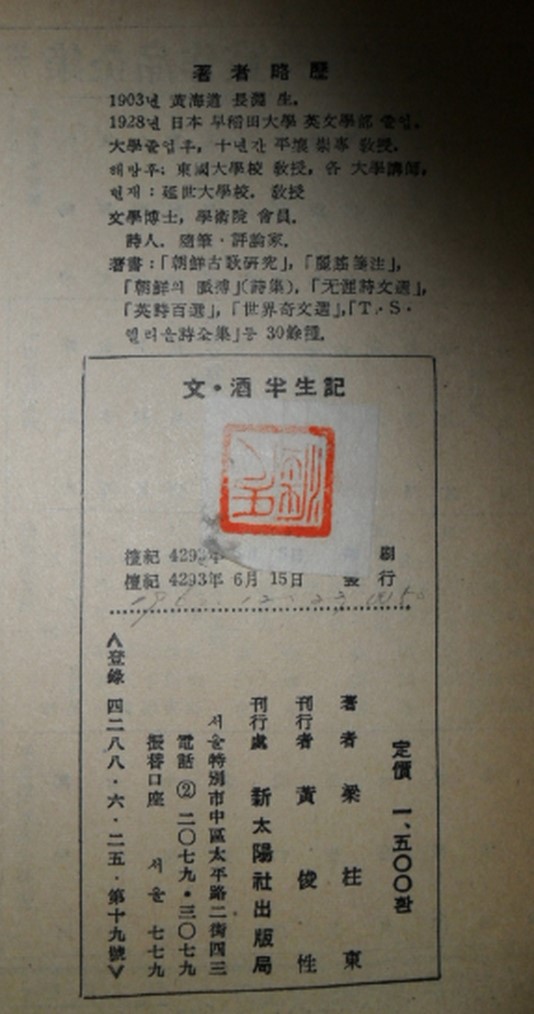 著者略歷
1903년 黃海道 長淵 生.
1928년 日本 早稻田大學 英文學部 졸업.
大學졸업후, 十년간 平壤 崇專 敎授.
해방후; 東國大學校 敎授, 各 大學講師,
현재 : 延世大學校. 敎授
文學博士, 學術院 會員.
詩人. 隨筆·評論家.
著書 :「朝鮮古歌硏究」,「麗謠箋注」,
「朝鮮의 脈搏」(詩集),「无涯詩文選」,
「英詩百選」,「世界奇文選」,「T.·S·
엘리올詩全集」등 30餘種.
文·酒 半生記
檀紀 429 年 月 15日 刷
檀紀 4293年 6月 15日 發行
定價 一、五〇〇환
著者 梁柱東
刊行者 黃俊性
刊行處 新太陽社出版局
서울特別市中區太平路二街四三
電話 ② 二〇七九·三〇七九
振替口座 서울 七七九
<登錄 四二八八·六·二五·第十九號>